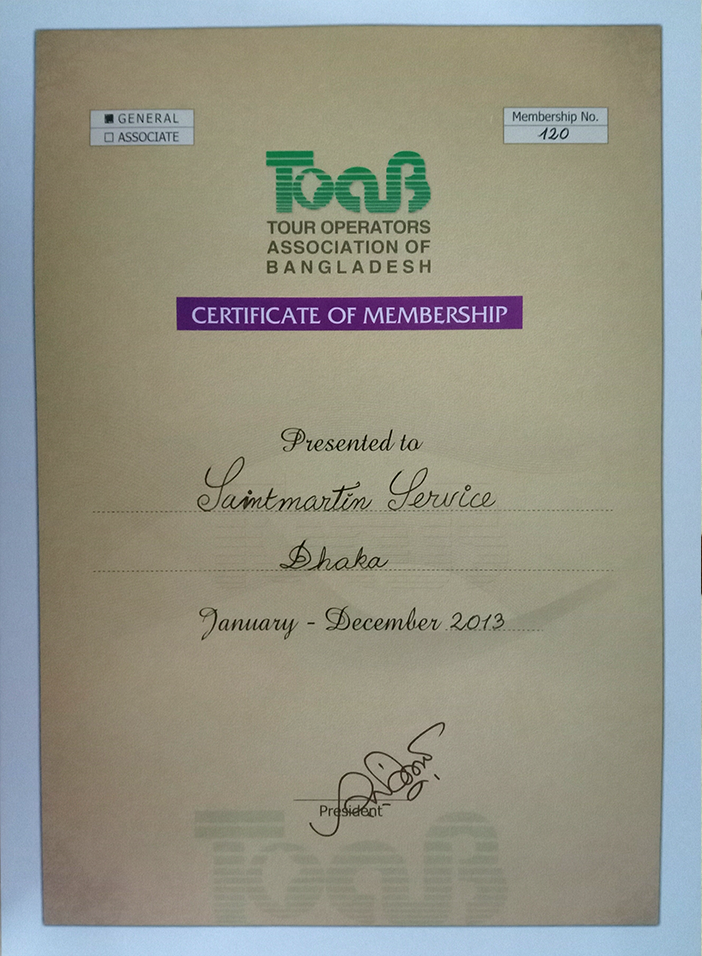 GENERAL
ASSOCIATE
Membership No.
120
ToaB
TOUR OPERATORS
ASSOCIATION OF
BANGLADESH
CERTIFICATE OF MEMBERSHIP
Presented to
Saintmartin Service
Dhaka
January - December 2013
President
ToaB